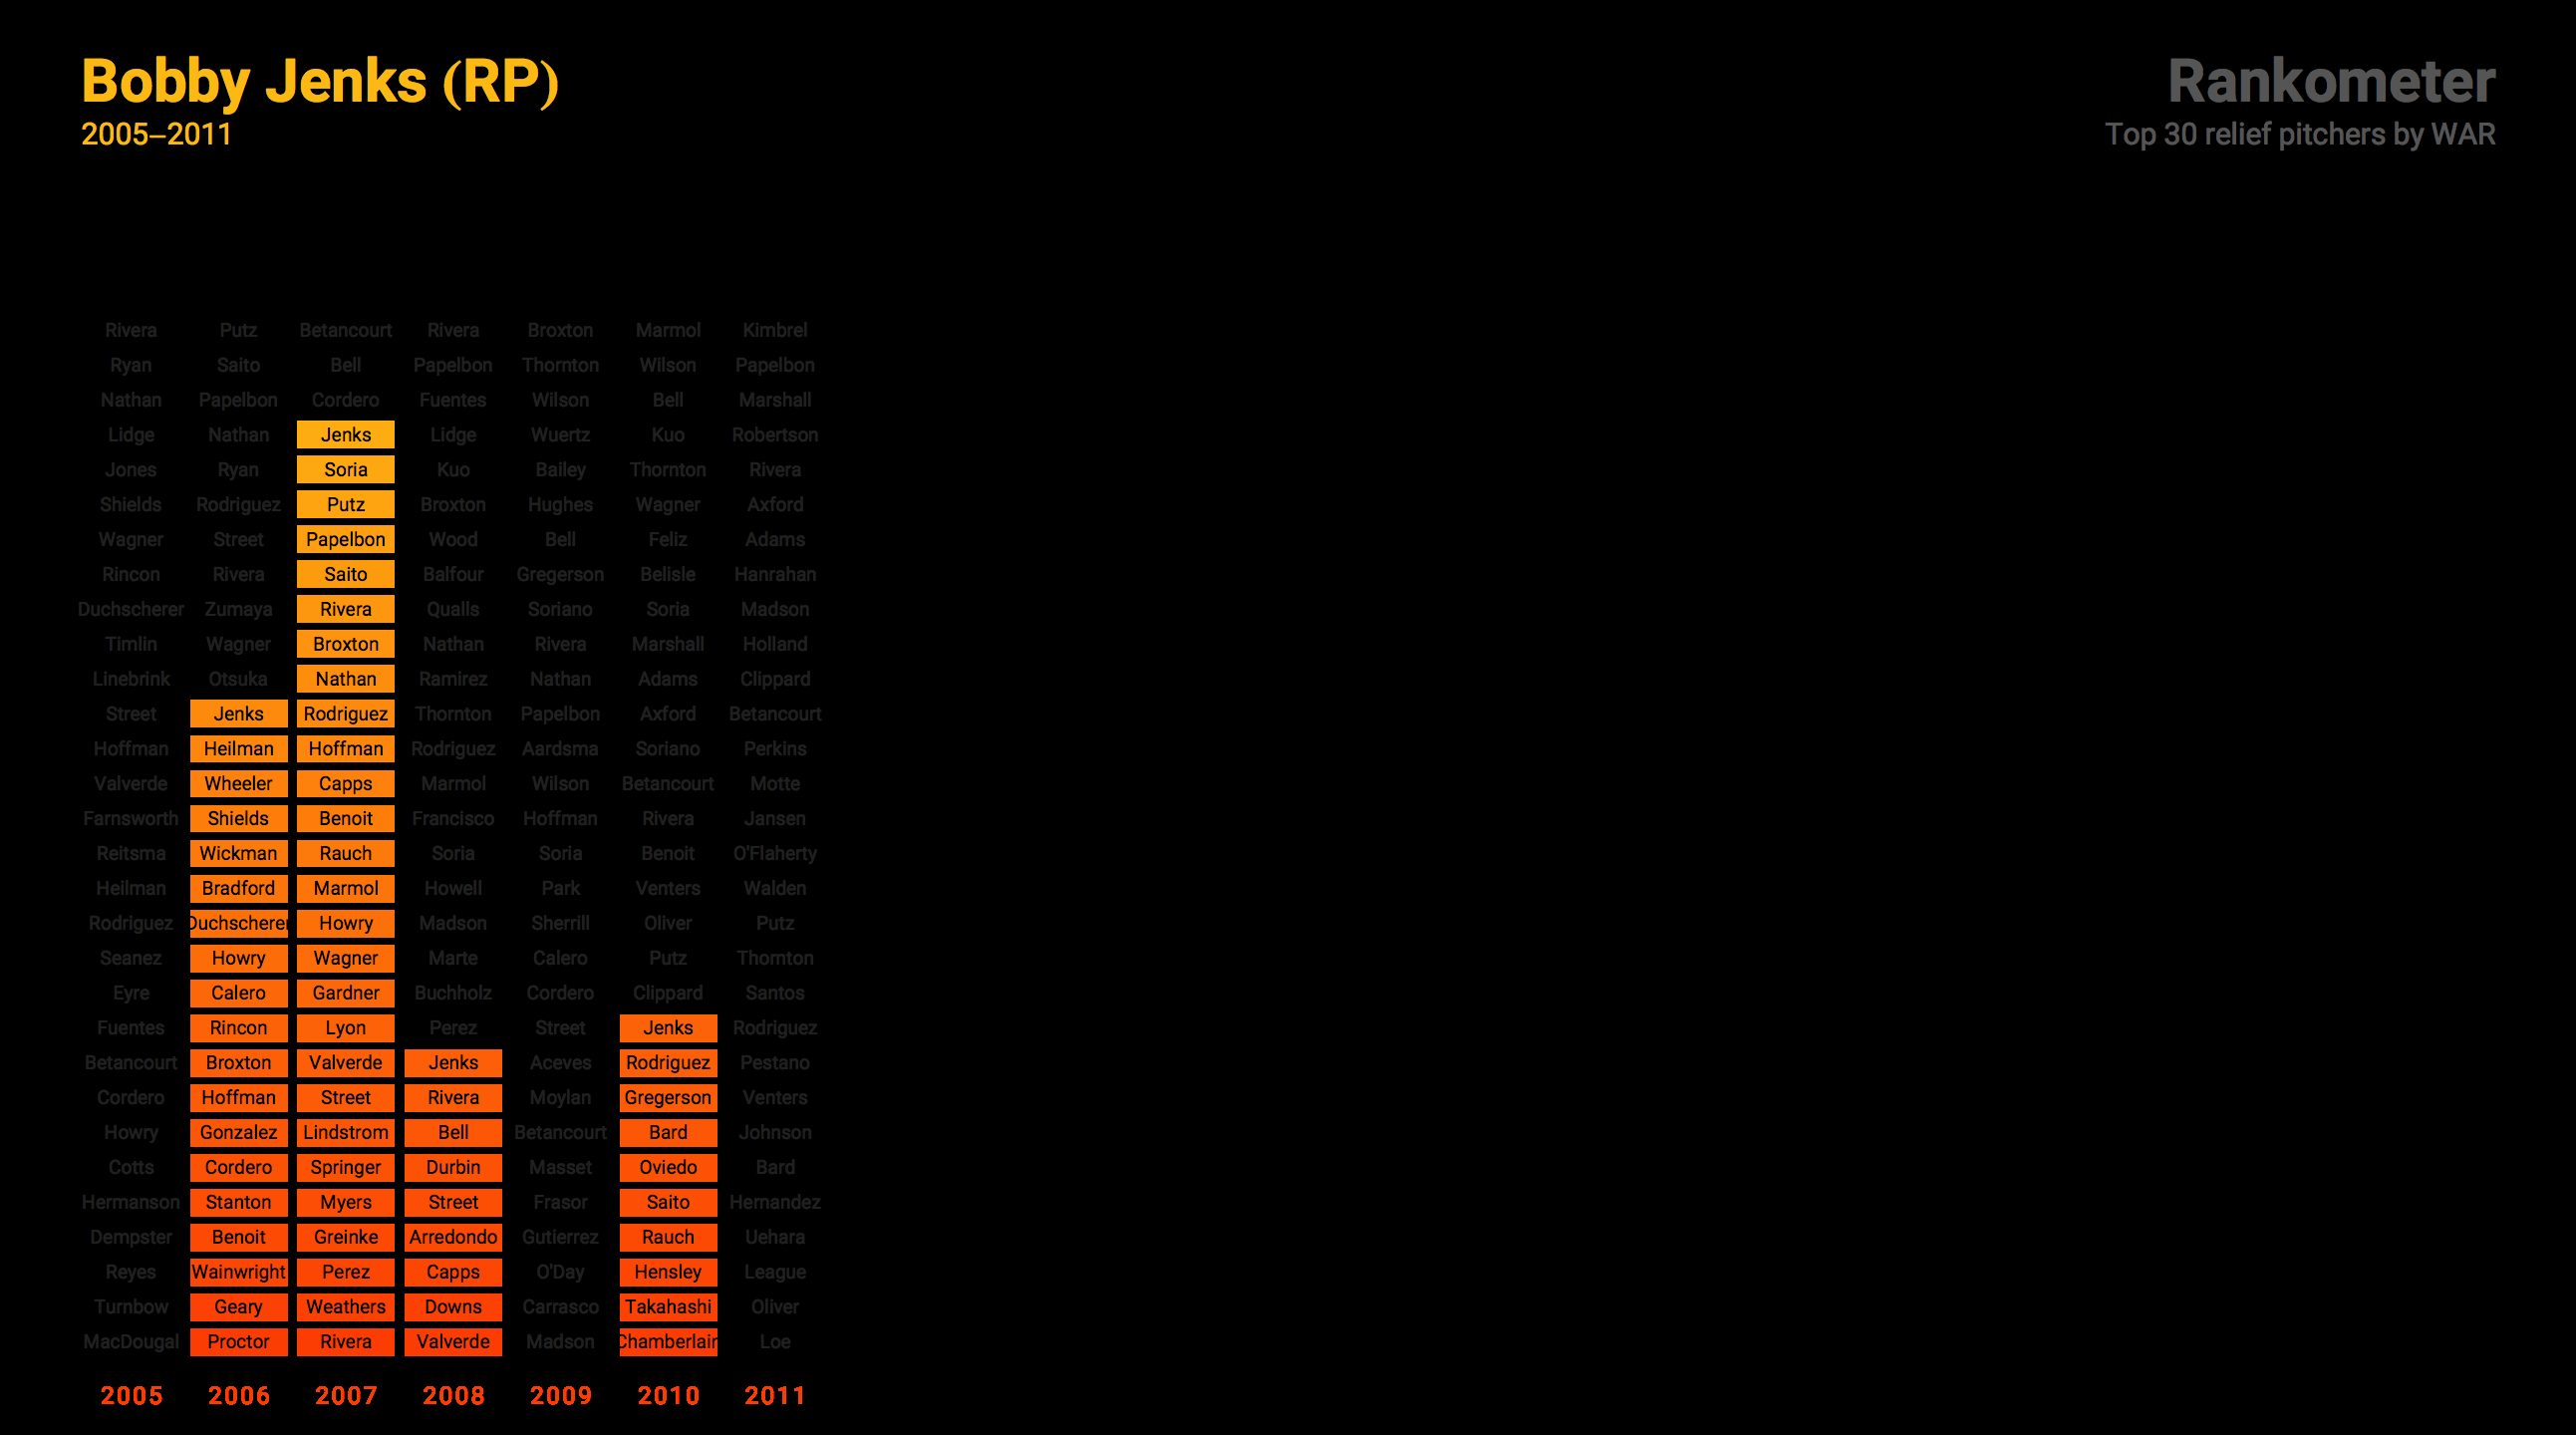 Bobby Jenks (RP)
2005–2011
Rankometer
Top 30 relief pitchers by WAR
Rivera Putz Betancourt Rivera Broxton Marmol Kimbrel
Ryan Saito Bell Papelbon Thornton Wilson Papelbon
Nathan Papelbon Cordero Fuentes Wilson Bell Marshall
Lidge Nathan Jenks Lidge Wuertz Kuo Robertson
Jones Ryan Soria Kuo Bailey Thornton Rivera
Shields Rodriguez Putz Broxton Hughes Wagner Axford
Wagner Street Papelbon Wood Bell Feliz Adams
Rincon Rivera Saito Balfour Gregerson Belisle Hanrahan
Duchscherer Zumaya Rivera Qualls Soriano Soria Madson
Timlin Wagner Broxton Nathan Rivera Marshall Holland
Linebrink Otsuka Nathan Ramirez Nathan Adams Clippard
Street Jenks Rodriguez Thornton Papelbon Axford Betancourt
Hoffman Heilman Hoffman Rodriguez Aardsma Soriano Perkins
Valverde Wheeler Capps Marmol Wilson Betancourt Motte
Farnsworth Shields Benoit Francisco Hoffman Rivera Jansen
Reitsma Wickman Rauch Soria Soria Benoit O'Flaherty
Heilman Bradford Marmol Howell Park Venters Walden
Rodriguez Duchscherer Howry Madson Sherrill Oliver Putz
Seanez Howry Wagner Marte Calero Putz Thornton
Eyre Calero Gardner Buchholz Cordero Clippard Santos
Fuentes Rincon Lyon Perez Street Jenks Rodriguez
Betancourt Broxton Valverde Jenks Aceves Rodriguez Pestano
Cordero Hoffman Street Rivera Moylan Gregerson Venters
Howry Gonzalez Lindstrom Bell Betancourt Bard Johnson
Cotts Cordero Springer Durbin Masset Oviedo Bard
Hermanson Stanton Myers Street Frasor Saito Hernandez
Dempster Benoit Greinke Arredondo Gutierrez Rauch Uehara
Reyes Wainwright Perez Capps O'Day Hensley League
Turnbow Geary Weathers Downs Carrasco Takahashi Oliver
MacDougal Proctor Rivera Valverde Madson Chamberlain Loe
2005 2006 2007 2008 2009 2010 2011